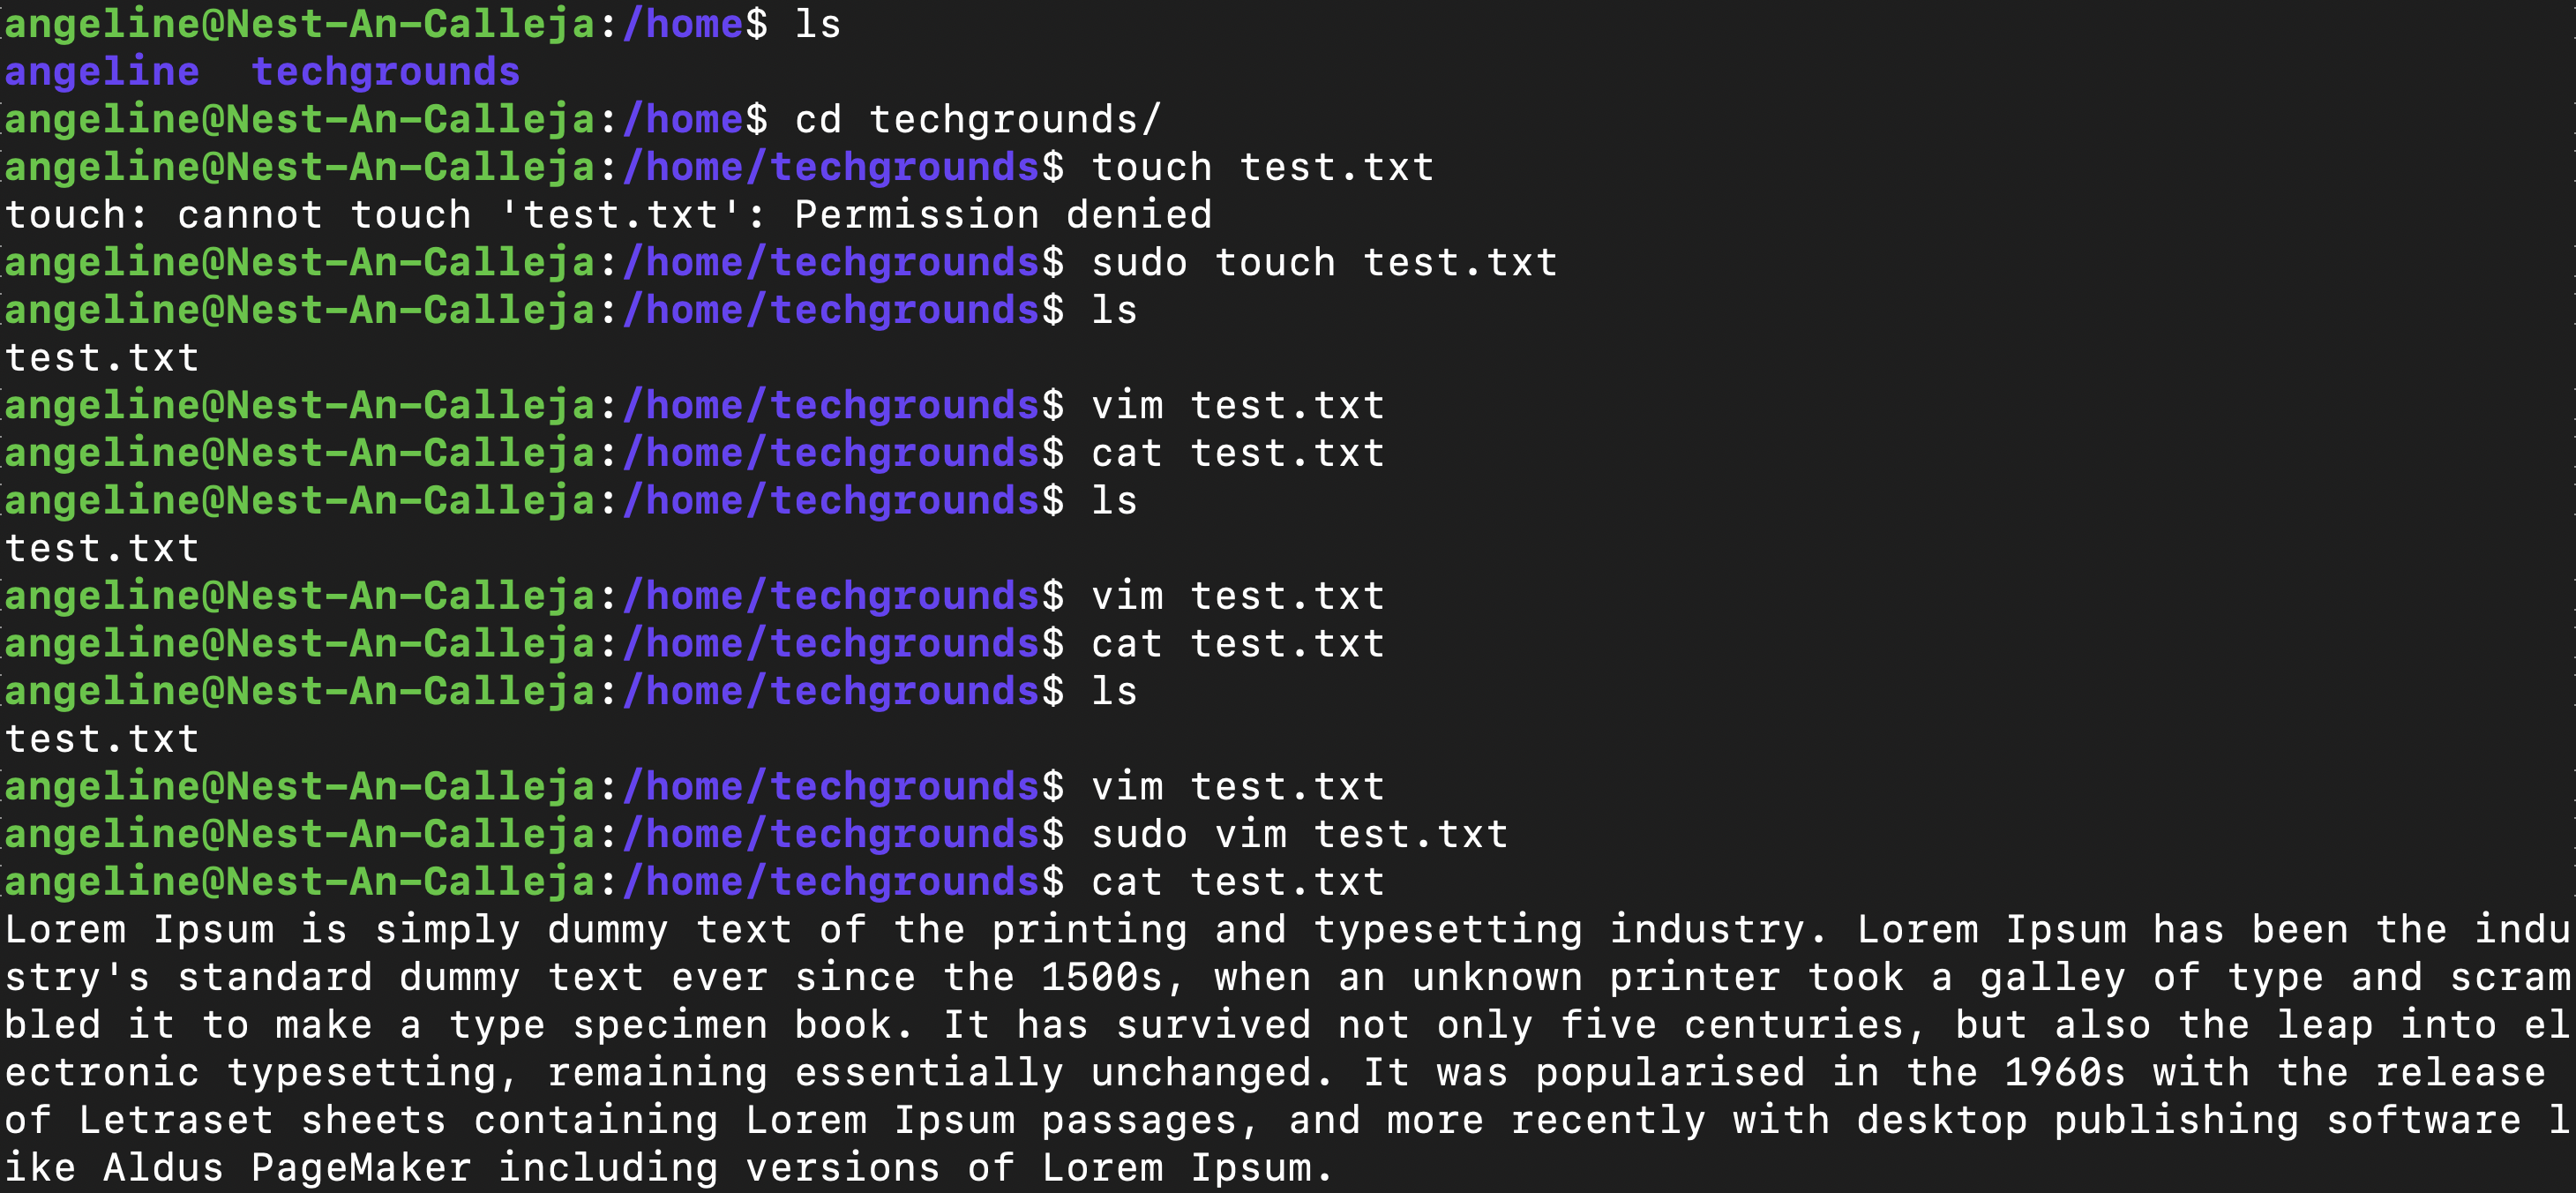 angeline@Nest-An-Calleja:/home$ ls
angeline  techgrounds
angeline@Nest-An-Calleja:/home$ cd techgrounds/
angeline@Nest-An-Calleja:/home/techgrounds$ touch test.txt
touch: cannot touch 'test.txt': Permission denied
angeline@Nest-An-Calleja:/home/techgrounds$ sudo touch test.txt
angeline@Nest-An-Calleja:/home/techgrounds$ ls
test.txt
angeline@Nest-An-Calleja:/home/techgrounds$ vim test.txt
angeline@Nest-An-Calleja:/home/techgrounds$ cat test.txt
angeline@Nest-An-Calleja:/home/techgrounds$ ls
test.txt
angeline@Nest-An-Calleja:/home/techgrounds$ vim test.txt
angeline@Nest-An-Calleja:/home/techgrounds$ cat test.txt
angeline@Nest-An-Calleja:/home/techgrounds$ ls
test.txt
angeline@Nest-An-Calleja:/home/techgrounds$ vim test.txt
angeline@Nest-An-Calleja:/home/techgrounds$ sudo vim test.txt
angeline@Nest-An-Calleja:/home/techgrounds$ cat test.txt
Lorem Ipsum is simply dummy text of the printing and typesetting industry. Lorem Ipsum has been the indu
stry's standard dummy text ever since the 1500s, when an unknown printer took a galley of type and scram
bled it to make a type specimen book. It has survived not only five centuries, but also the leap into el
ectronic typesetting, remaining essentially unchanged. It was popularised in the 1960s with the release
of Letraset sheets containing Lorem Ipsum passages, and more recently with desktop publishing software l
ike Aldus PageMaker including versions of Lorem Ipsum.